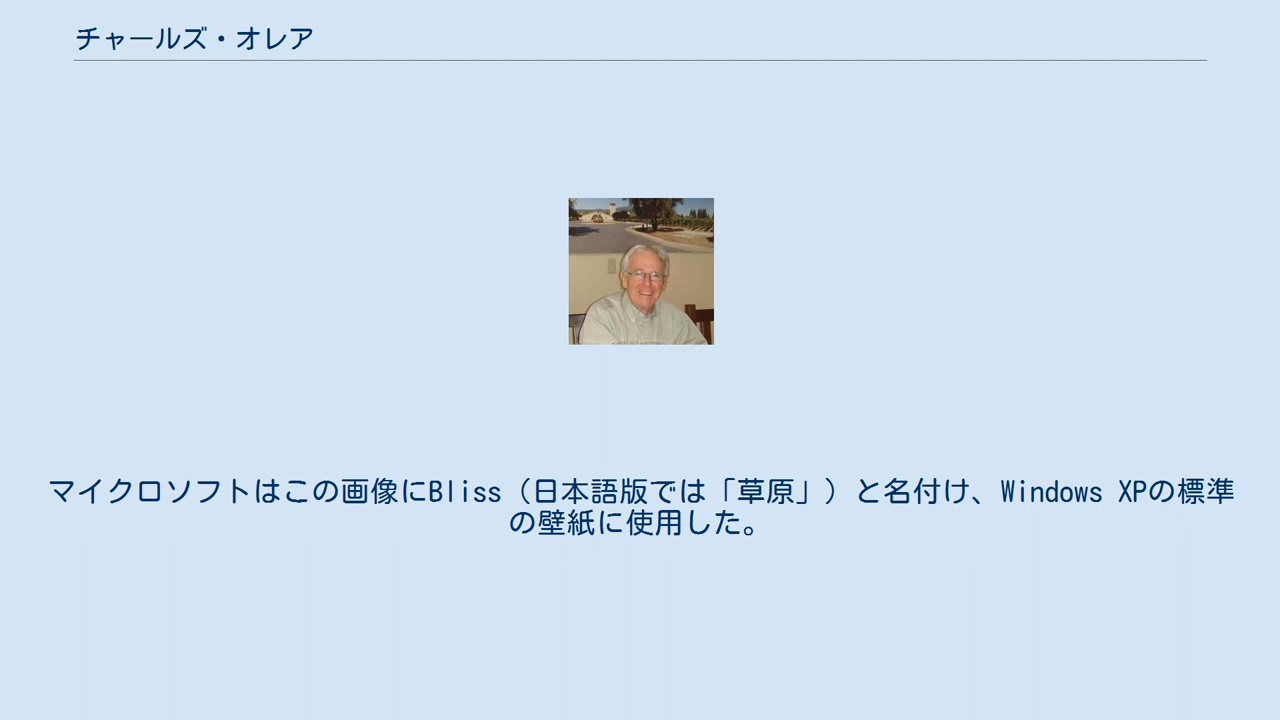 チャールズ・オレア
マイクロソフトはこの画像にBliss（日本語版では「草原」）と名付け、Windows XPの標準
の壁紙に使用した。